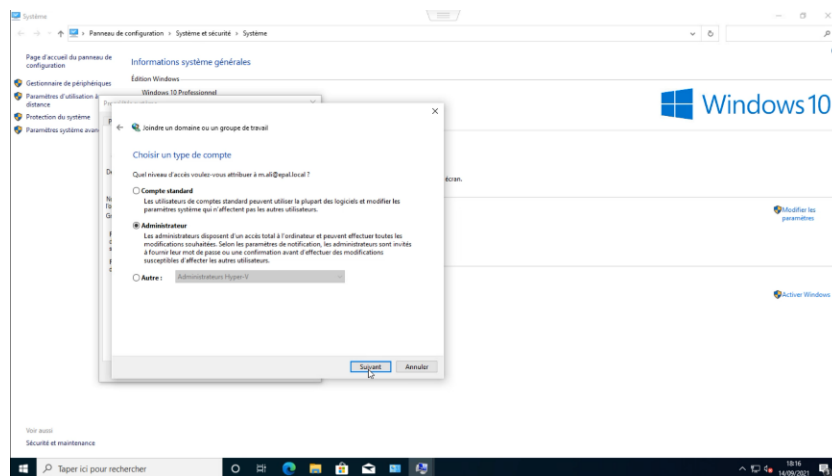 Système
Panneau de configuration › Système et sécurité › Système
Page d'accueil du panneau de
configuration
Gestionnaire de périphériques
Paramètres d'utilisation à
distance
Protection du système
Paramètres système avan
Informations système générales
Édition Windows
Windows 10 Professionnel
Windows 10
Joindre un domaine ou un groupe de travail
Choisir un type de compte
Quel niveau d'accès voulez-vous attribuer à m.ali@epal.local ?
Compte standard
Les utilisateurs de comptes standard peuvent utiliser la plupart des logiciels et modifier les
paramètres système qui n'affectent pas les autres utilisateurs.
Administrateur
Les administrateurs disposent d'un accès total à l'ordinateur et peuvent effectuer toutes les
modifications souhaitées. Selon les paramètres de notification, les administrateurs sont invités
à fournir leur mot de passe ou une confirmation avant d'effectuer des modifications
susceptibles d'affecter les autres utilisateurs.
Autre :
Administrateurs Hyper-V
Suivant
Annuler
écran.
Modifier les
paramètres
Activer Windows
Voir aussi
Sécurité et maintenance
Taper ici pour rechercher
18:16
14/09/2021